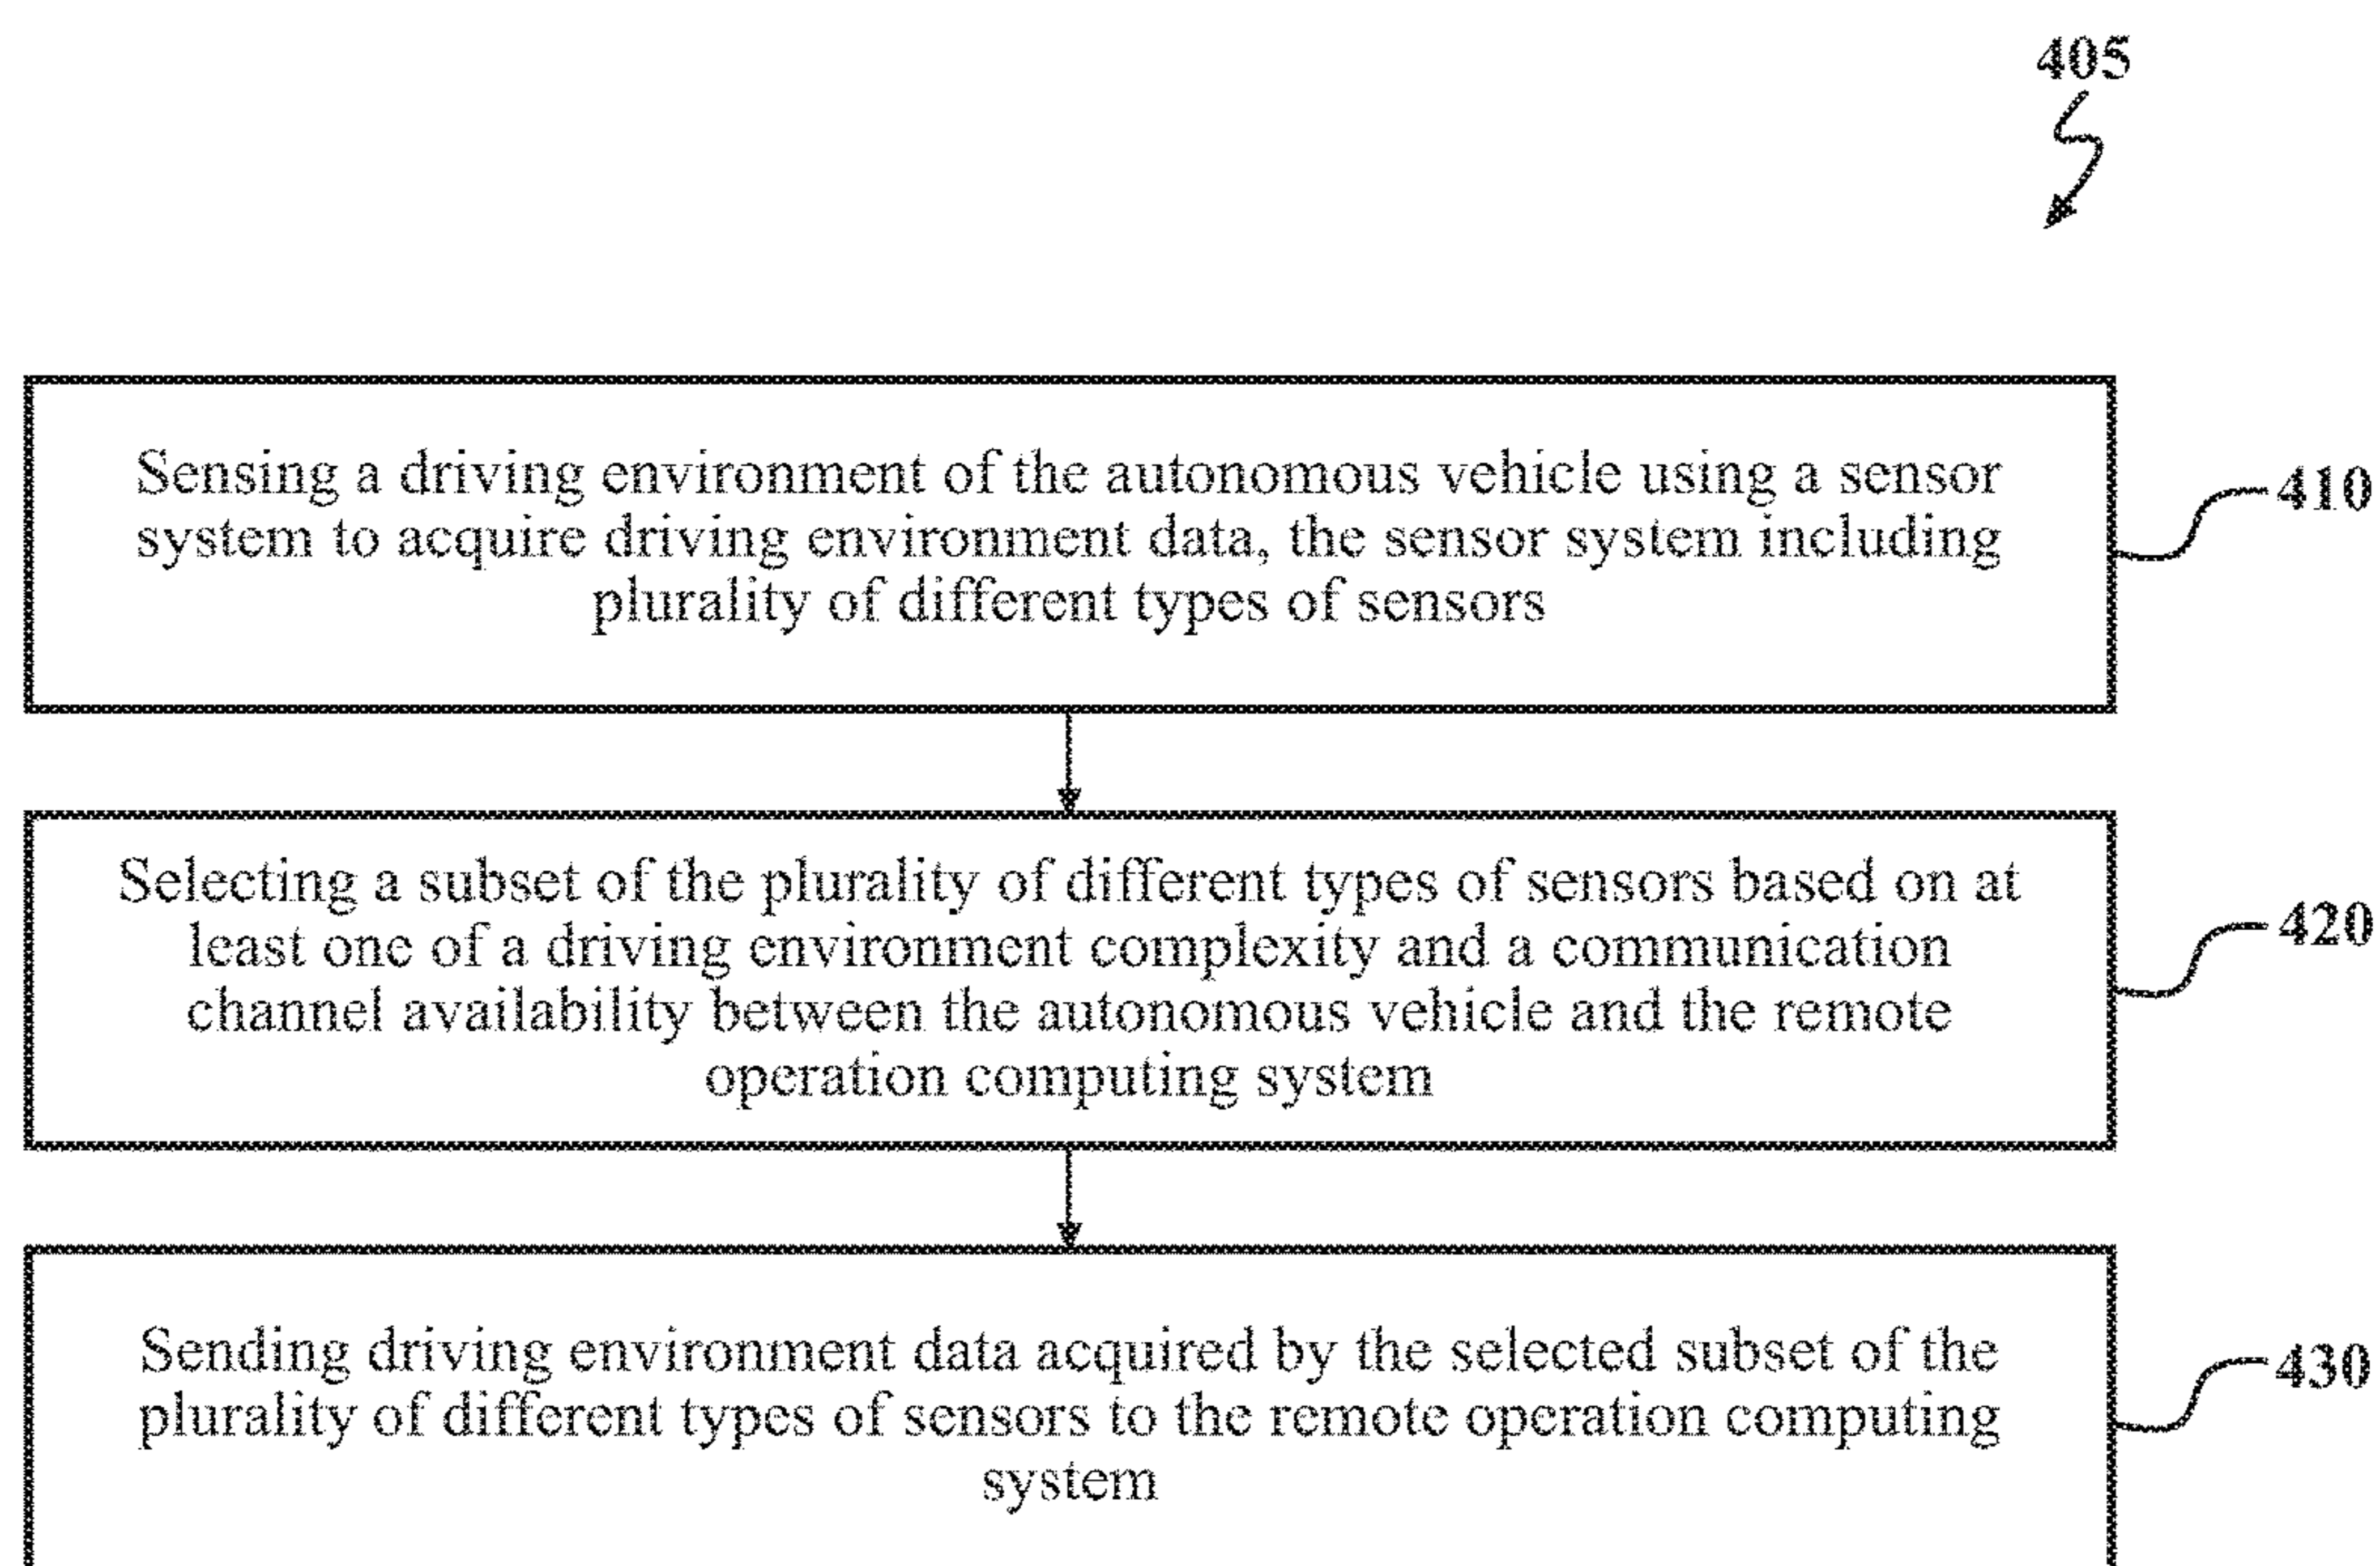 405
Sensing a driving environment of the autonomous vehicle using a sensor
system to acquire driving environment data, the sensor system including
plurality of different types of sensors
410
Selecting a subset of the plurality of different types of sensors based on at
least one of a driving environment complexity and a communication
channel availability between the autonomous vehicle and the remote
operation computing system
420
Sending driving environment data acquired by the selected subset of the
plurality of different types of sensors to the remote operation computing
system
430